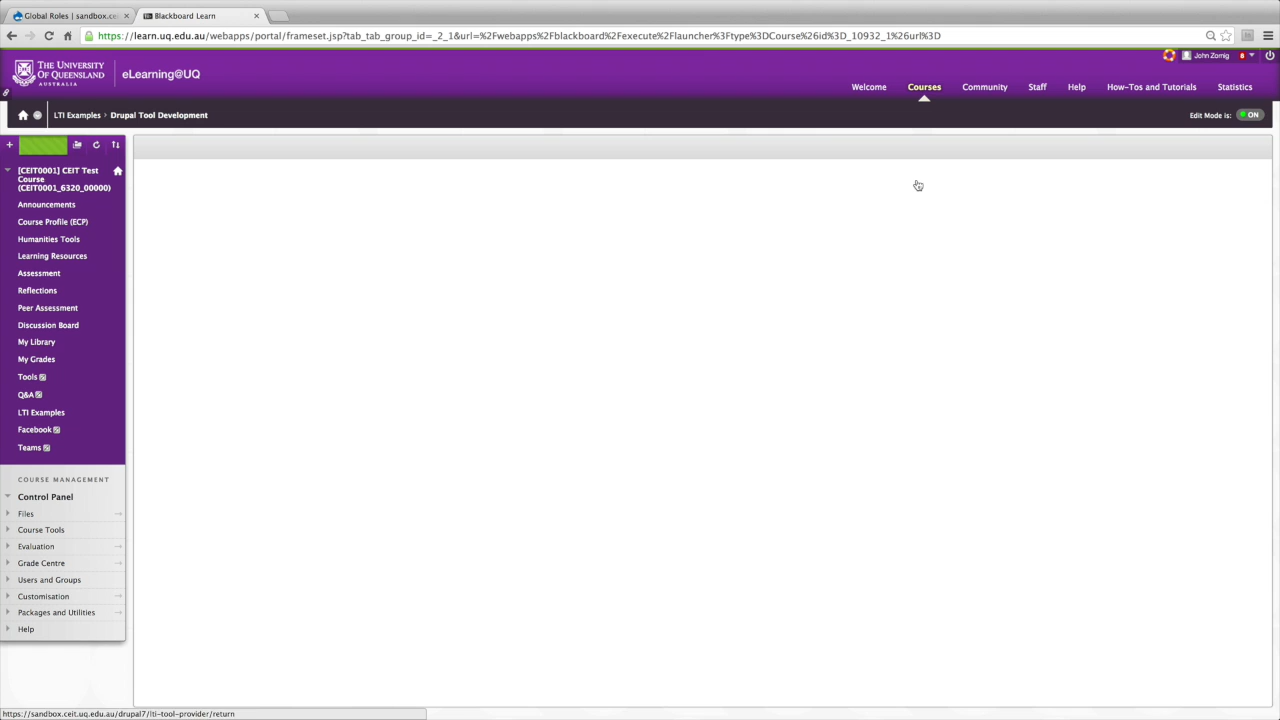 Global Roles | sandbox.cei
Blackboard Learn
https://learn.uq.edu.au/webapps/portal/frameset.jsp?tab_tab_group_id=_2_1&url=%2Fwebapps%2Fblackboard%2Fexecute%2Flauncher%3Ftype%3DCourse%26id%3D_10932_1%26url%3D
THE UNIVERSITY
OF QUEENSLAND
AUSTRALIA
eLearning@UQ
John Zornig
8
Welcome
Courses
Community
Staff
Help
How-Tos and Tutorials
Statistics
LTI Examples > Drupal Tool Development
Edit Mode is: ON
[CEIT0001] CEIT Test
Course
(CEIT0001_6320_00000)
Announcements
Course Profile (ECP)
Humanities Tools
Learning Resources
Assessment
Reflections
Peer Assessment
Discussion Board
My Library
My Grades
Tools
Q&A
LTI Examples
Facebook
Teams
COURSE MANAGEMENT
Control Panel
Files
Course Tools
Evaluation
Grade Centre
Users and Groups
Customisation
Packages and Utilities
Help
https://sandbox.ceit.uq.edu.au/drupal7/lti-tool-provider/return